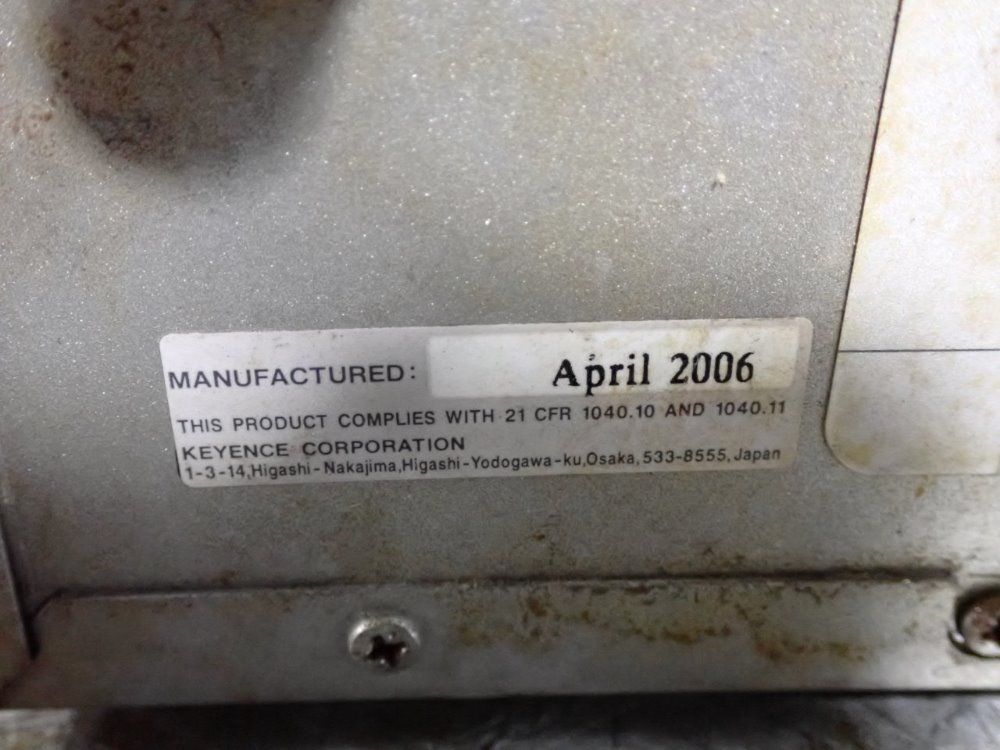 MANUFACTURED: April 2006
THIS PRODUCT COMPLIES WITH 21 CFR 1040.10 AND 1040.11
KEYENCE CORPORATION
1-3-14,Higashi-Nakajima,Higashi-Yodogawa-ku,Osaka,533-8555,Japan